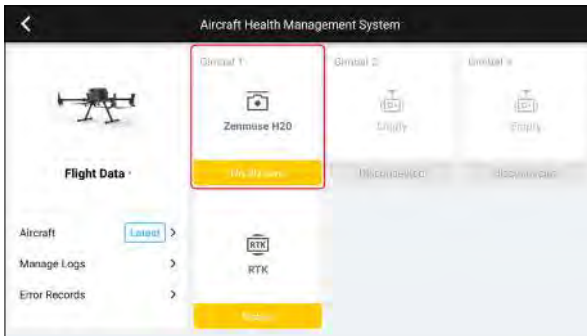 Aircraft Health Management System
Gimbal 1
Zenmuse H20
Gimbal 2
Empty
Disconnected
Gimbal
Empty
Disconnected
Flight Data
Aircraft
Latest
Manage Logs
Error Records
RTK
RTK